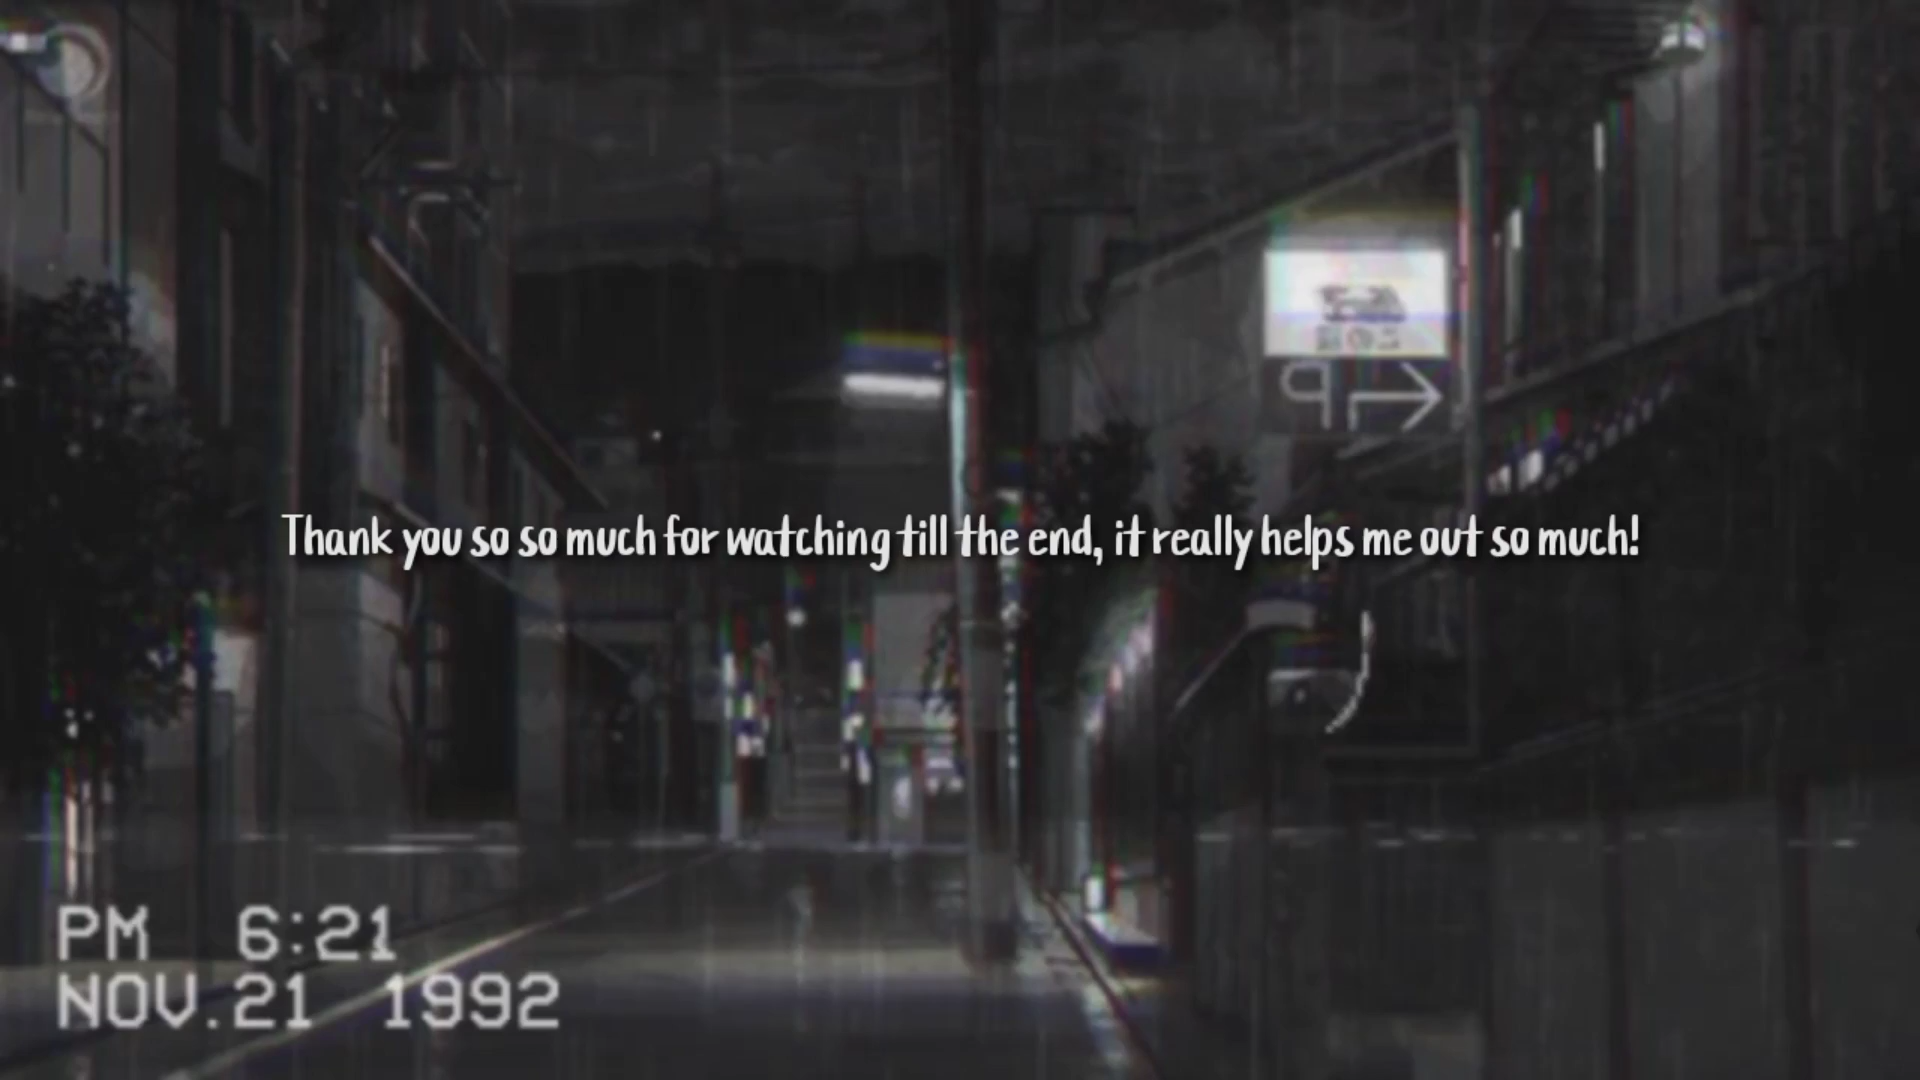 Thank you so so much for watching till the end, it really helps me out so much!
PM 6:21
NOV.21 1992